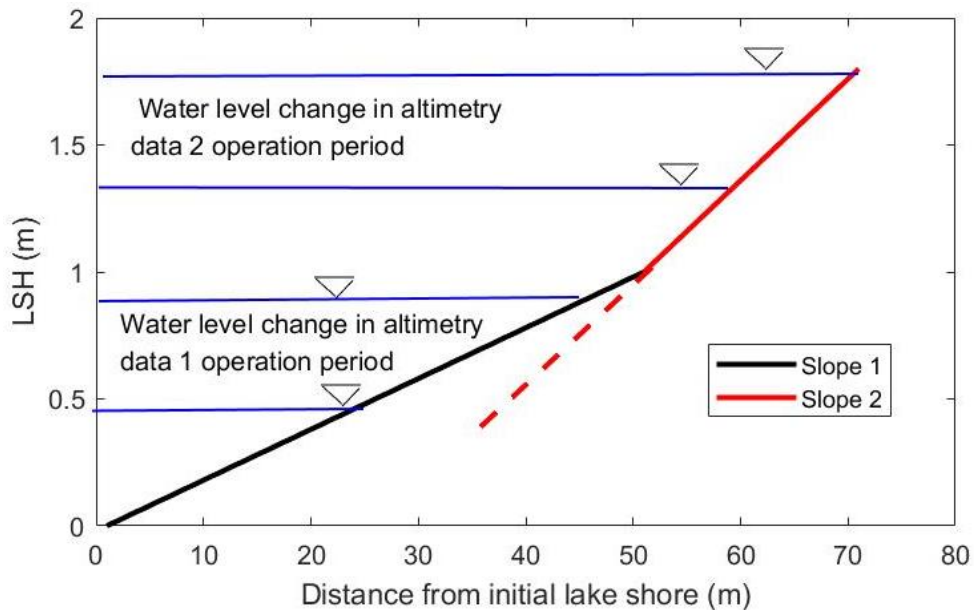 2
Water level change in altimetry
data 2 operation period
1.5
LSH (m)
1
Water level change in altimetry
data 1 operation period
Slope 1
Slope 2
0.5
0
0 10 20 30 40 50 60 70 80
Distance from initial lake shore (m)